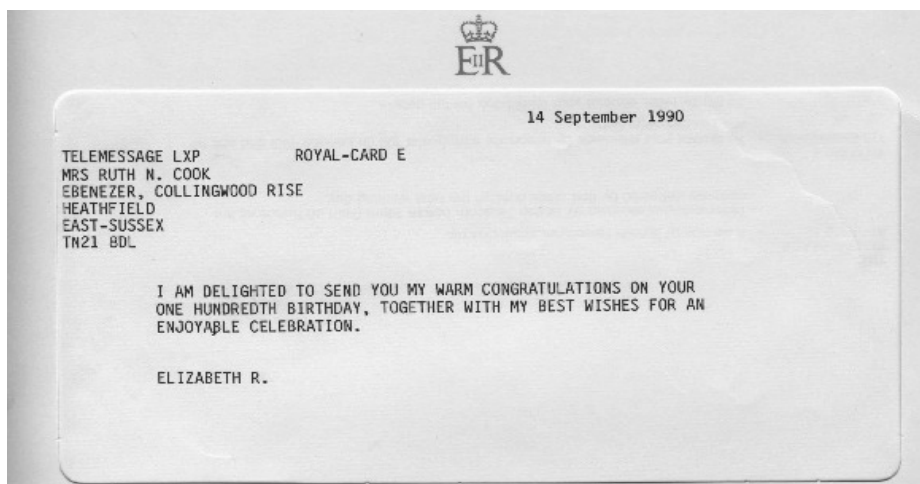 EIIR
14 September 1990
TELEMESSAGE LXP ROYAL-CARD E
MRS RUTH N. COOK
EBENEZER, COLLINGWOOD RISE
HEATHFIELD
EAST-SUSSEX
TN21 8DL
I AM DELIGHTED TO SEND YOU MY WARM CONGRATULATIONS ON YOUR
ONE HUNDREDTH BIRTHDAY, TOGETHER WITH MY BEST WISHES FOR AN
ENJOYABLE CELEBRATION.
ELIZABETH R.